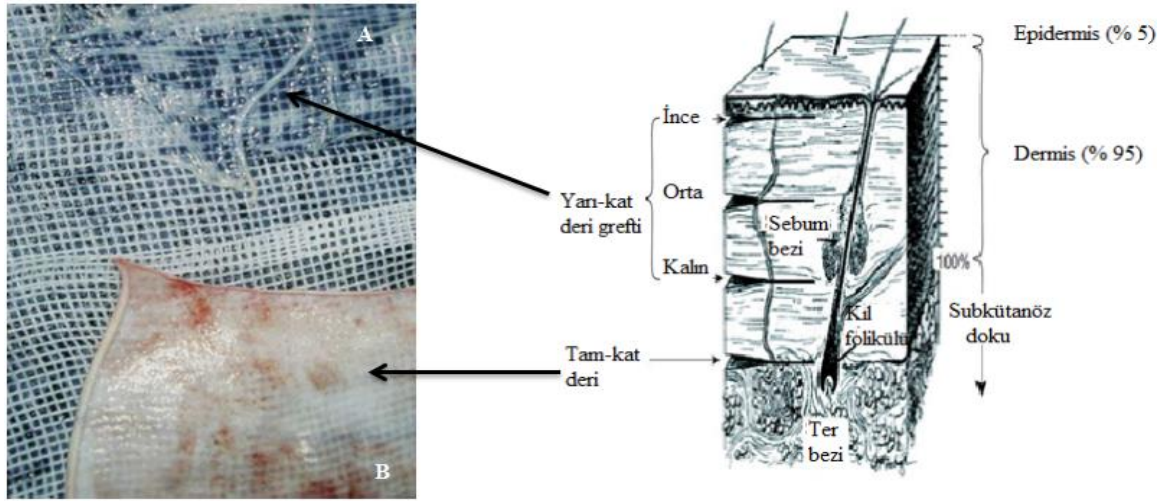 A
B
Yarı-kat
deri grefti
Tam-kat
deri
İnce
Orta
Kalın
Sebum
bezi
Kıl
folikülü
Ter
bezi
Epidermis (% 5)
Dermis (% 95)
100%
Subkütanöz
doku